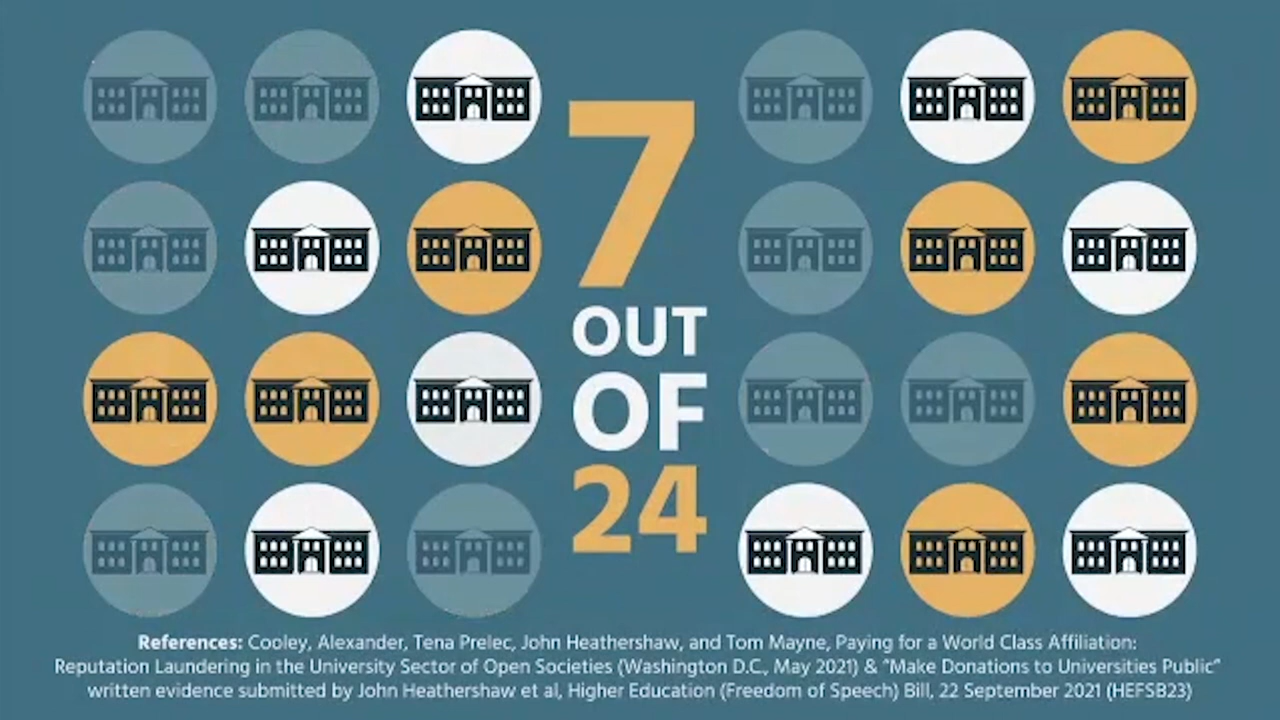 7
OUT
OF
24
References: Cooley, Alexander, Tena Prelec, John Heathershaw, and Tom Mayne, Paying for a World Class Affiliation:
Reputation Laundering in the University Sector of Open Societies (Washington D.C., May 2021) & “Make Donations to Universities Public”
written evidence submitted by John Heathershaw et al, Higher Education (Freedom of Speech) Bill, 22 September 2021 (HEFSB23)